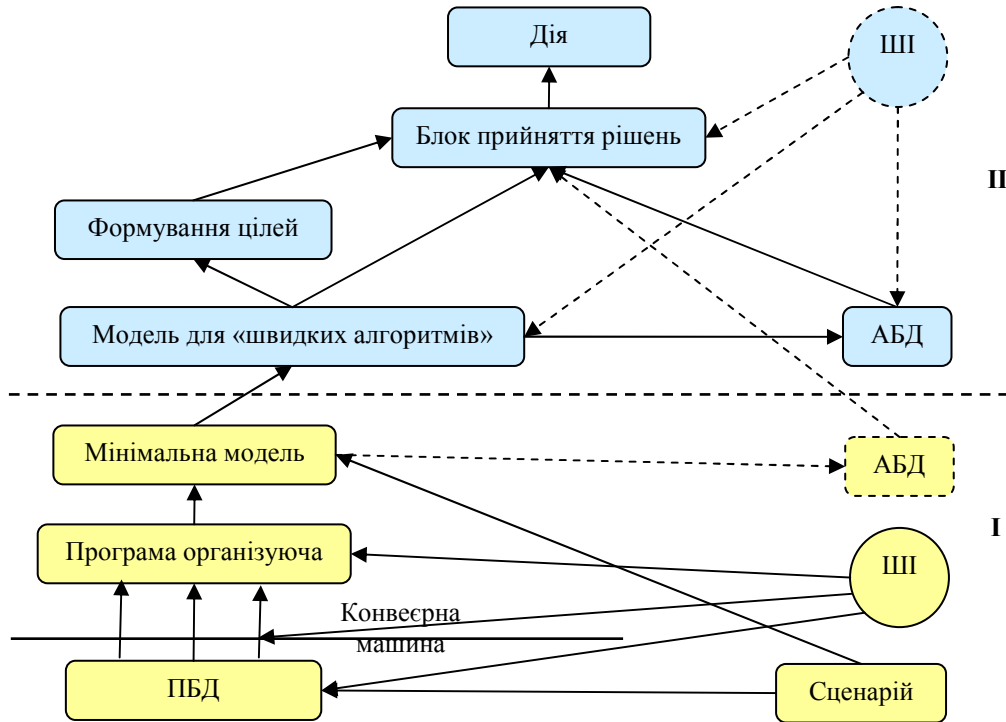 Дія
ШІ
Блок прийняття рішень
II
Формування цілей
Модель для «швидких алгоритмів»
АБД
Мінімальна модель
АБД
I
Програма організуюча
ШІ
Конвеєрна
машина
ПБД
Сценарій